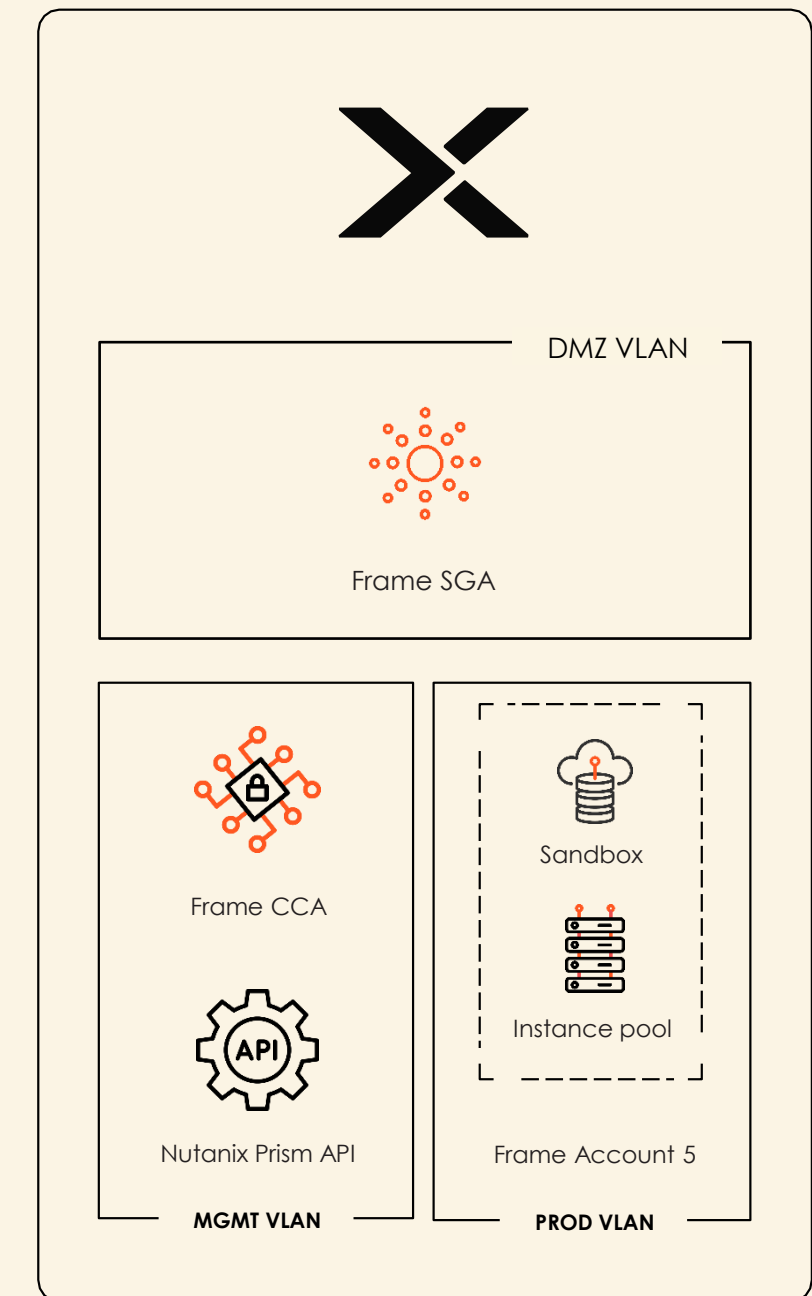 DMZ VLAN
Frame SGA
Frame CCA
API
Nutanix Prism API
MGMT VLAN
Sandbox
Instance pool
Frame Account 5
PROD VLAN